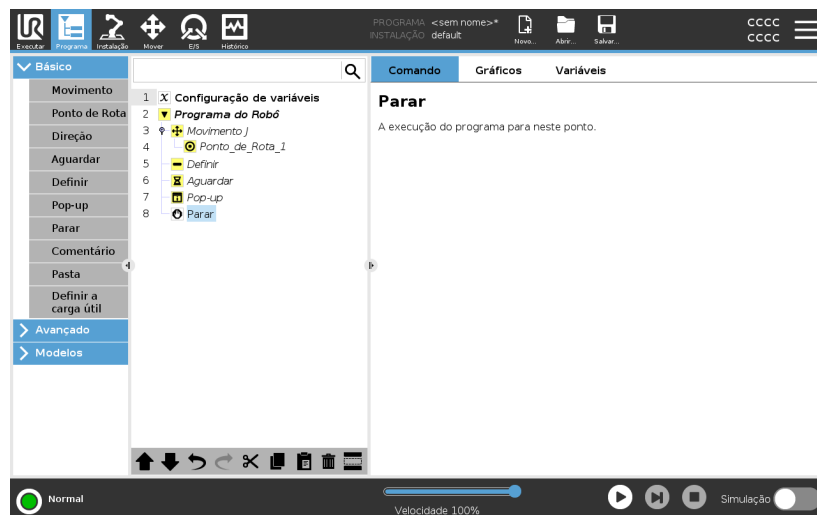 PROGRAMA <sem nome>*
INSTALAÇÃO default
Executar Programa Instalação Mover E/S Histórico
Novo... Abrir... Salvar...
CCCC
CCCC
Básico
Movimento
Ponto de Rota
Direção
Aguardar
Definir
Pop-up
Parar
Comentário
Pasta
Definir a
carga útil
Avançado
Modelos
1 X Configuração de variáveis
2 Programa do Robô
3 Movimento J
4 Ponto_de_Rota_1
5 Definir
6 Aguardar
7 Pop-up
8 Parar
Comando Gráficos Variáveis
Parar
A execução do programa para neste ponto.
Normal
Velocidade 100%
Simulação